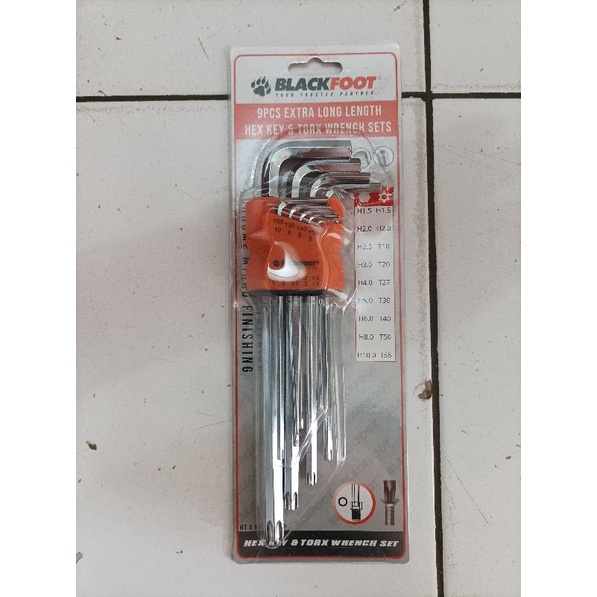 BLACKFOOT
YOUR TRUSTED PARTNER
9PCS EXTRA LONG LENGTH
HEX KEY & TORX WRENCH SETS
H1.5 H1.5
H2.0 H2.0
H2.5 T10
H3.0 T20
H4.0 T27
H5.0 T30
H6.0 T40
H8.0 T50
H10.0 T55
BLACKFOOT
FINISHING
HEX KEY & TORX WRENCH SET